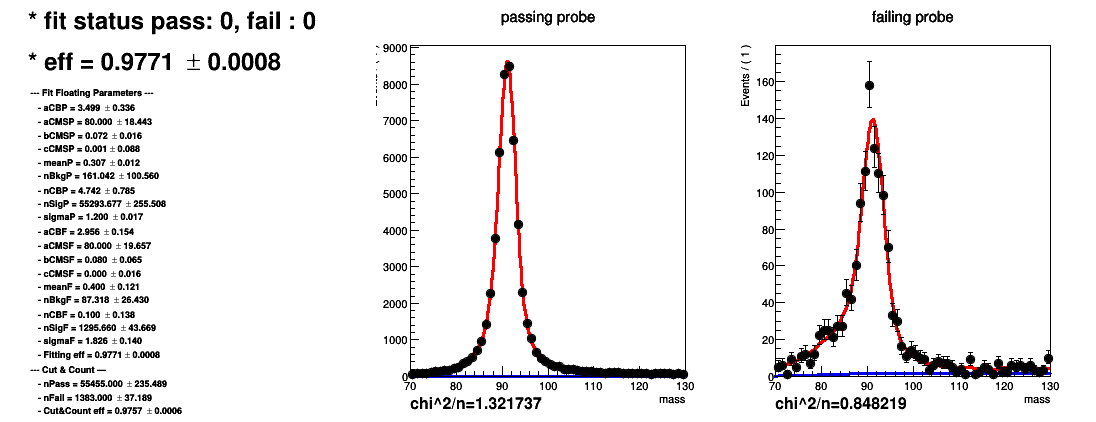 * fit status pass: 0, fail : 0
* eff = 0.9771 ± 0.0008
--- Fit Floating Parameters ---
- aCBP = 3.499 ± 0.336
- aCMSP = 80.000 ± 18.443
- bCMSP = 0.072 ± 0.016
- cCMSP = 0.001 ± 0.088
- meanP = 0.307 ± 0.012
- nBkgP = 161.042 ± 100.560
- nCBP = 4.742 ± 0.785
- nSigP = 55293.677 ± 255.508
- sigmaP = 1.200 ± 0.017
- aCBF = 2.956 ± 0.154
- aCMSF = 80.000 ± 19.657
- bCMSF = 0.080 ± 0.065
- cCMSF = 0.000 ± 0.016
- meanF = 0.400 ± 0.121
- nBkgF = 87.318 ± 26.430
- nCBF = 0.100 ± 0.138
- nSigF = 1295.660 ± 43.669
- sigmaF = 1.826 ± 0.140
- Fitting eff = 0.9771 ± 0.0008
--- Cut & Count ---
- nPass = 55455.000 ± 235.489
- nFail = 1383.000 ± 37.189
- Cut&Count eff = 0.9757 ± 0.0006
passing probe
9000
8000
7000
6000
5000
4000
3000
2000
1000
0
70 80 90 100 110 120 130
mass
chi^2/n=1.321737
failing probe
Events / ( 1 )
160
140
120
100
80
60
40
20
0
70 80 90 100 110 120 130
mass
chi^2/n=0.848219